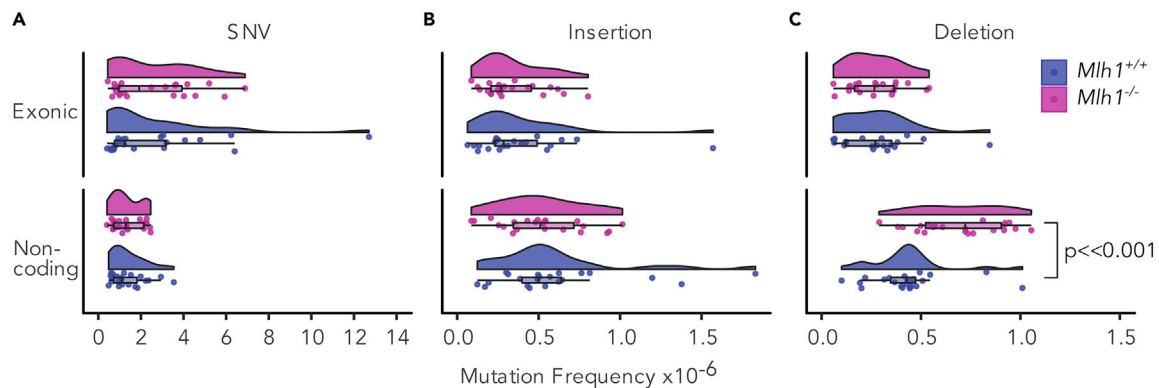 A
SNV
B
Insertion
C
Deletion
Mlh1+/+
Mlh1-/-
Exonic
Non-
coding
p<<0.001
0 2 4 6 8 10 12 14
0.0 0.5 1.0 1.5
0.0 0.5 1.0 1.5
Mutation Frequency x10-6